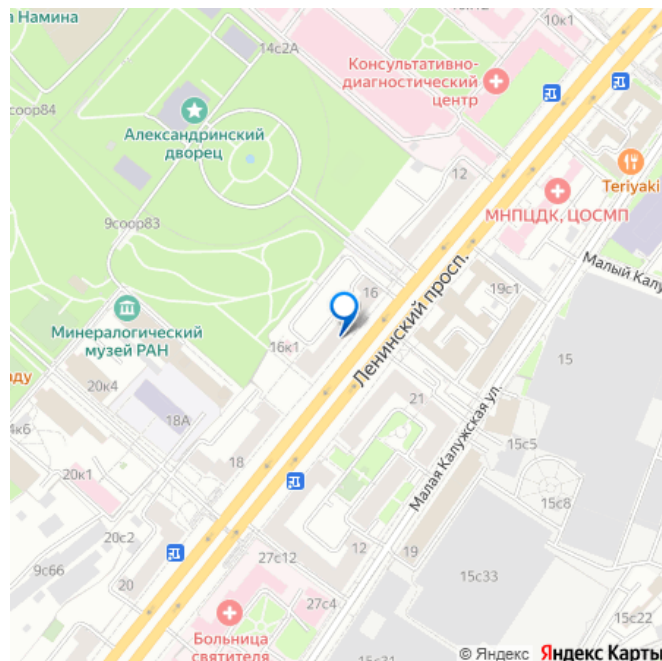 а Намина
14с2А
10к1
Консультативно-
диагностический
центр
соор84
Александринский
дворец
12
Teriyaki
МНПЦДК, ЦОСМП
9соор83
Малый Калу
16
19с1
Ленинский просп.
Минералогический
музей РАН
16к1
15
аду
20к4
21
18А
Малая Калужская ул.
4к6
15с5
18
20к1
15с8
20с2
27с12
12
19
9с66
20
15с33
27с4
15с22
Больница
святителя
15с31
© Яндекс Яндекс Карты